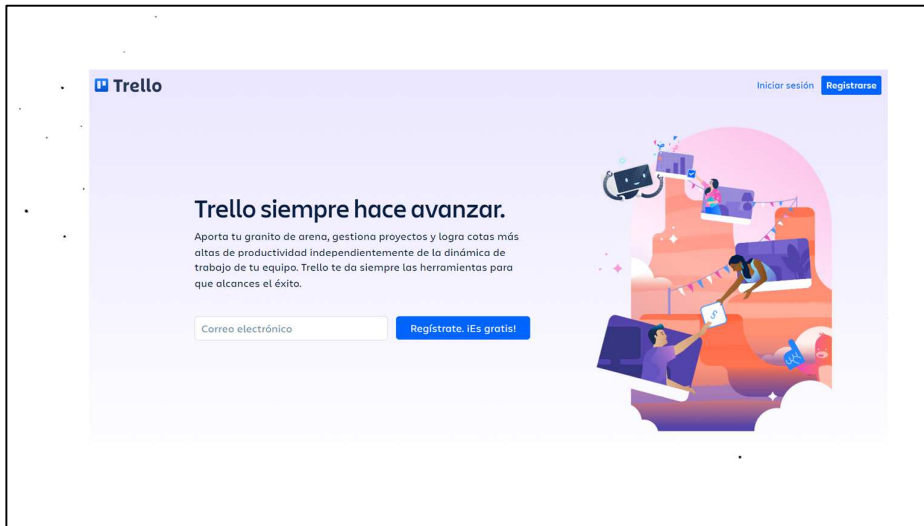 Trello
Iniciar sesión
Registrarse
Trello siempre hace avanzar.
Aporta tu granito de arena, gestiona proyectos y logra cotas más
altas de productividad independientemente de la dinámica de
trabajo de tu equipo. Trello te da siempre las herramientas para
que alcances el éxito.
Correo electrónico
Regístrate. ¡Es gratis!